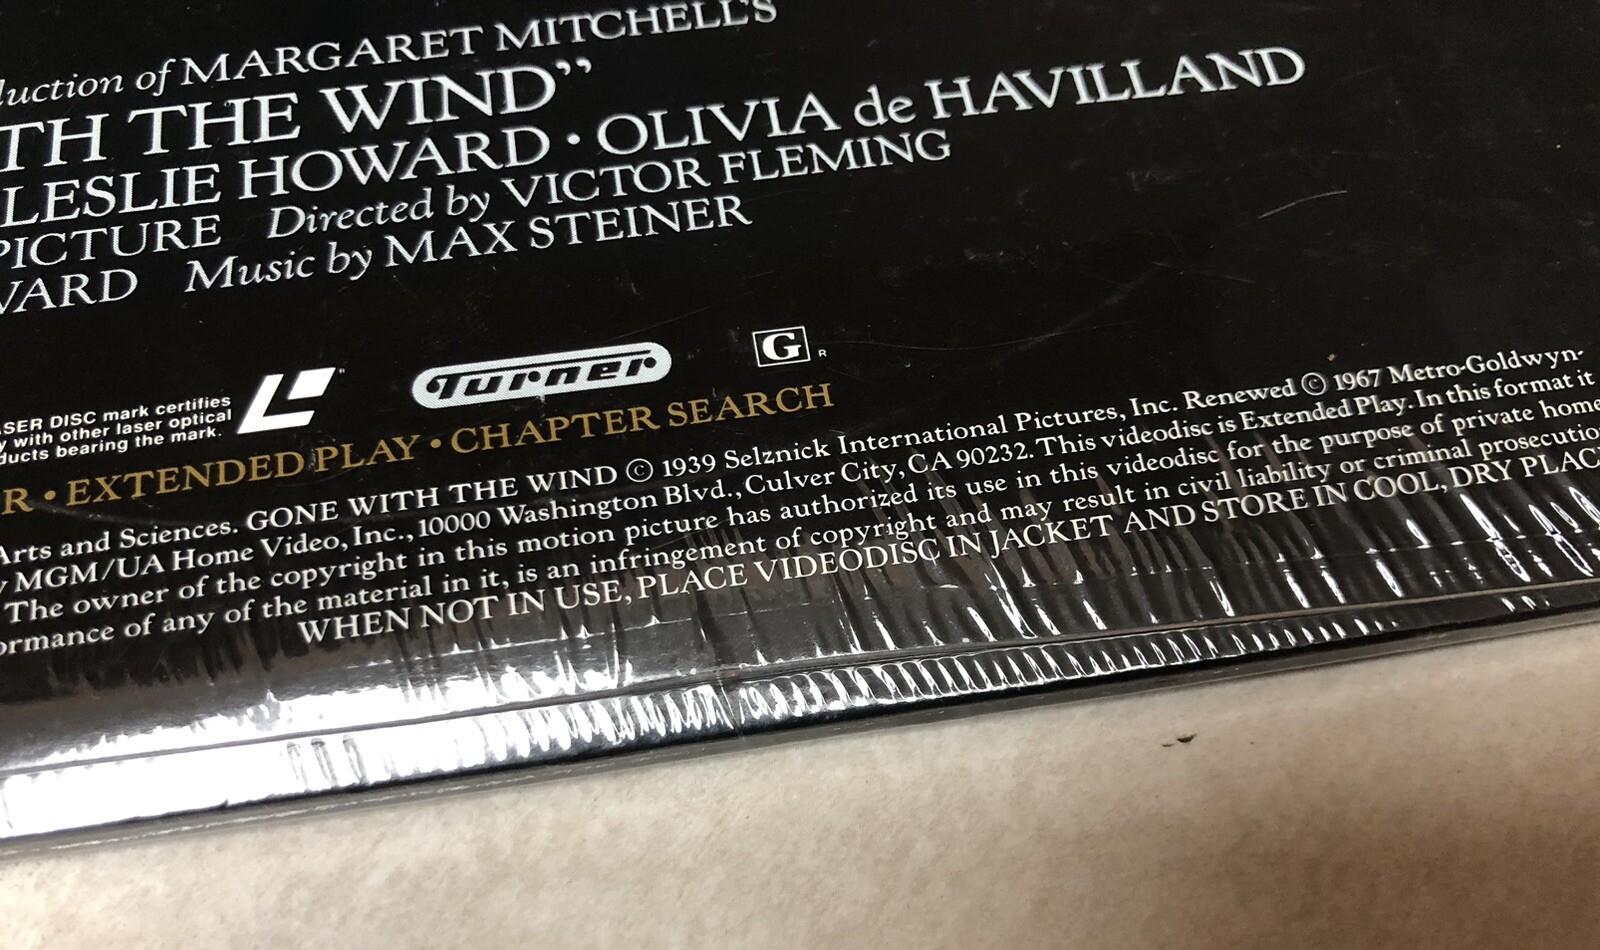 duction of MARGARET MITCHELL'S
TH THE WIND”
LESLIE HOWARD • OLIVIA de HAVILLAND
PICTURE Directed by VICTOR FLEMING
WARD Music by MAX STEINER
ASER DISC mark certifies
y with other laser optical
ducts bearing the mark.
Turner
G R
R • EXTENDED PLAY • CHAPTER SEARCH
Arts and Sciences. GONE WITH THE WIND © 1939 Selznick International Pictures, Inc. Renewed © 1967 Metro-Goldwyn-
y MGM/UA Home Video, Inc., 10000 Washington Blvd., Culver City, CA 90232. This videodisc is Extended Play. In this format it
The owner of the copyright in this motion picture has authorized its use in this videodisc for the purpose of private home
ormance of any of the material in it, is an infringement of copyright and may result in civil liability or criminal prosecutio
WHEN NOT IN USE, PLACE VIDEODISC IN JACKET AND STORE IN COOL, DRY PLAC